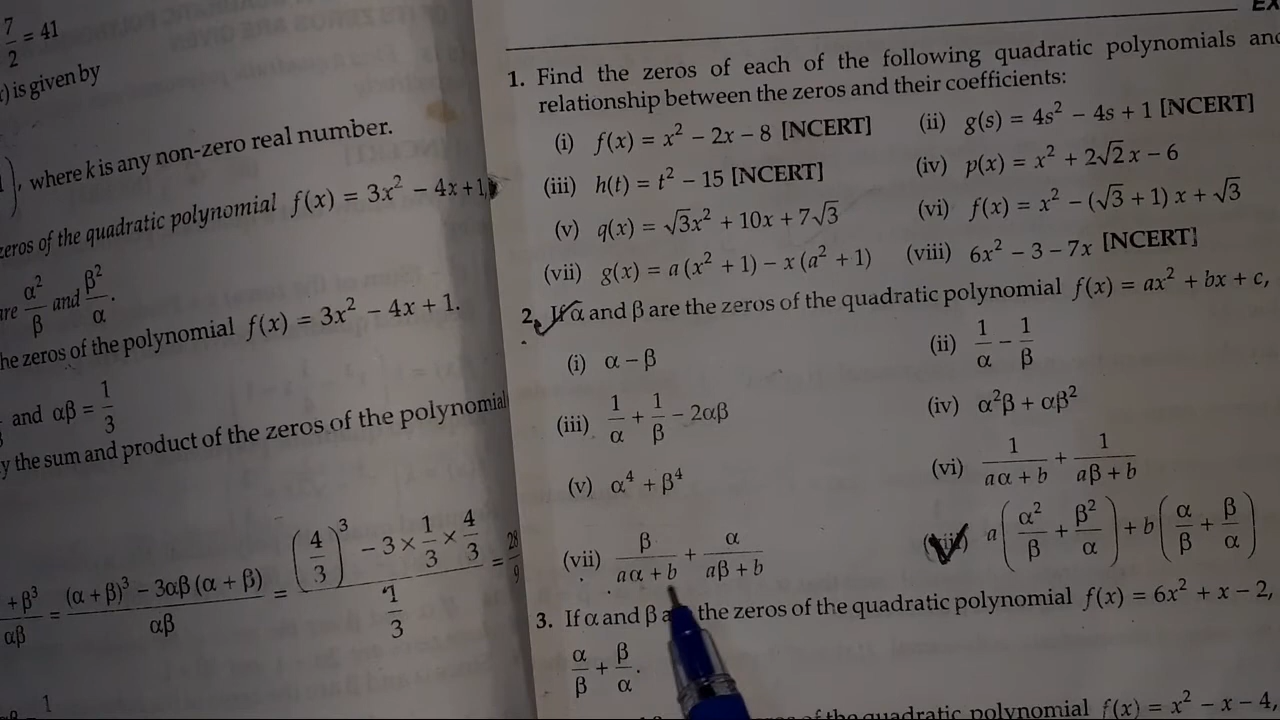 7/2 = 41
) is given by
), where k is any non-zero real number.
zeros of the quadratic polynomial f(x) = 3x² − 4x + 1,
are α²/β and β²/α.
he zeros of the polynomial f(x) = 3x² − 4x + 1.
and αβ = 1/3
y the sum and product of the zeros of the polynomial
+ β³/αβ = (α + β)³ − 3αβ (α + β)/αβ = ((4/3)³ − 3 × 1/3 × 4/3)/(1/3) = 28/9
EX
1. Find the zeros of each of the following quadratic polynomials and
relationship between the zeros and their coefficients:
(i) f(x) = x² − 2x − 8 [NCERT] (ii) g(s) = 4s² − 4s + 1 [NCERT]
(iii) h(t) = t² − 15 [NCERT] (iv) p(x) = x² + 2√2 x − 6
(v) q(x) = √3x² + 10x + 7√3 (vi) f(x) = x² − (√3 + 1) x + √3
(vii) g(x) = a (x² + 1) − x (a² + 1) (viii) 6x² − 3 − 7x [NCERT]
2. If α and β are the zeros of the quadratic polynomial f(x) = ax² + bx + c,
(i) α − β (ii) 1/α − 1/β
(iii) 1/α + 1/β − 2αβ (iv) α²β + αβ²
(v) α⁴ + β⁴ (vi) 1/(aα + b) + 1/(aβ + b)
(vii) β/(aα + b) + α/(aβ + b) a(α²/β + β²/α) + b(α/β + β/α)
3. If α and β are the zeros of the quadratic polynomial f(x) = 6x² + x − 2,
α/β + β/α.
of the quadratic polynomial f(x) = x² − x − 4,